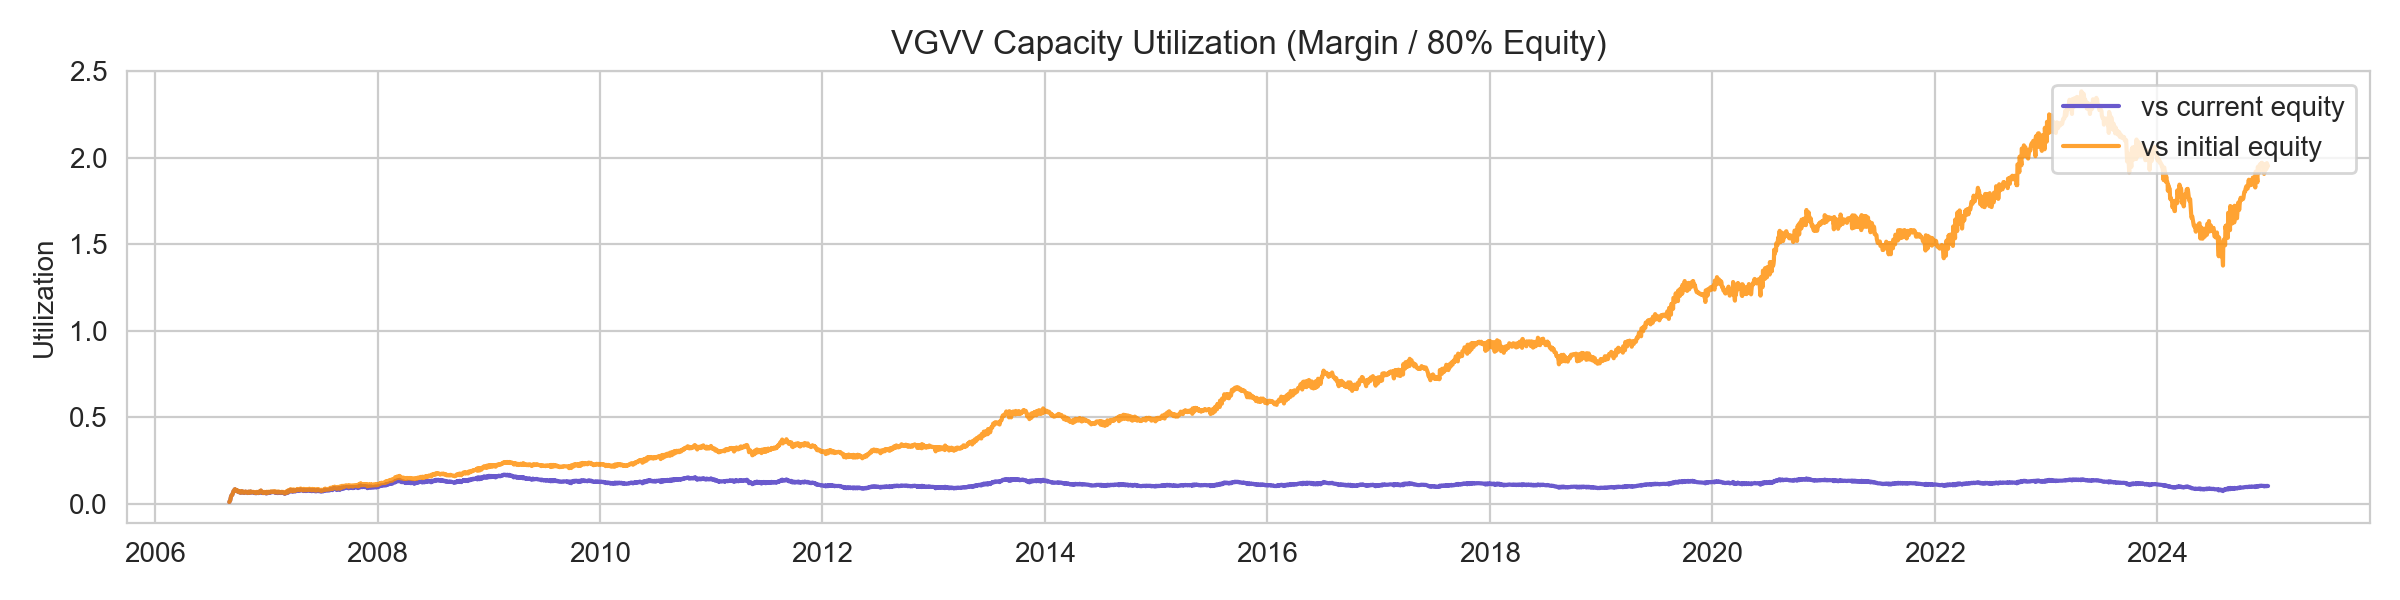 VGVV Capacity Utilization (Margin / 80% Equity)
2.5
2.0
1.5
1.0
0.5
0.0
Utilization
vs current equity
vs initial equity
2006 2008 2010 2012 2014 2016 2018 2020 2022 2024